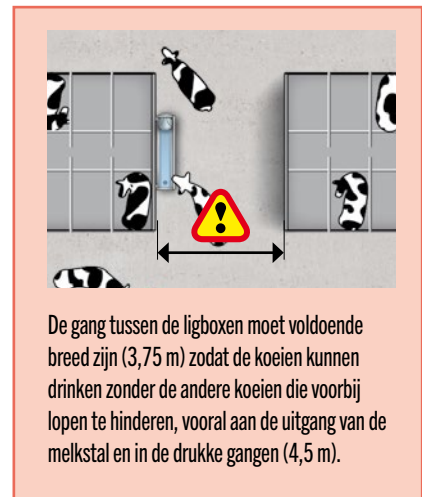 De gang tussen de ligboxen moet voldoende
breed zijn (3,75 m) zodat de koeien kunnen
drinken zonder de andere koeien die voorbij
lopen te hinderen, vooral aan de uitgang van de
melkstal en in de drukke gangen (4,5 m).